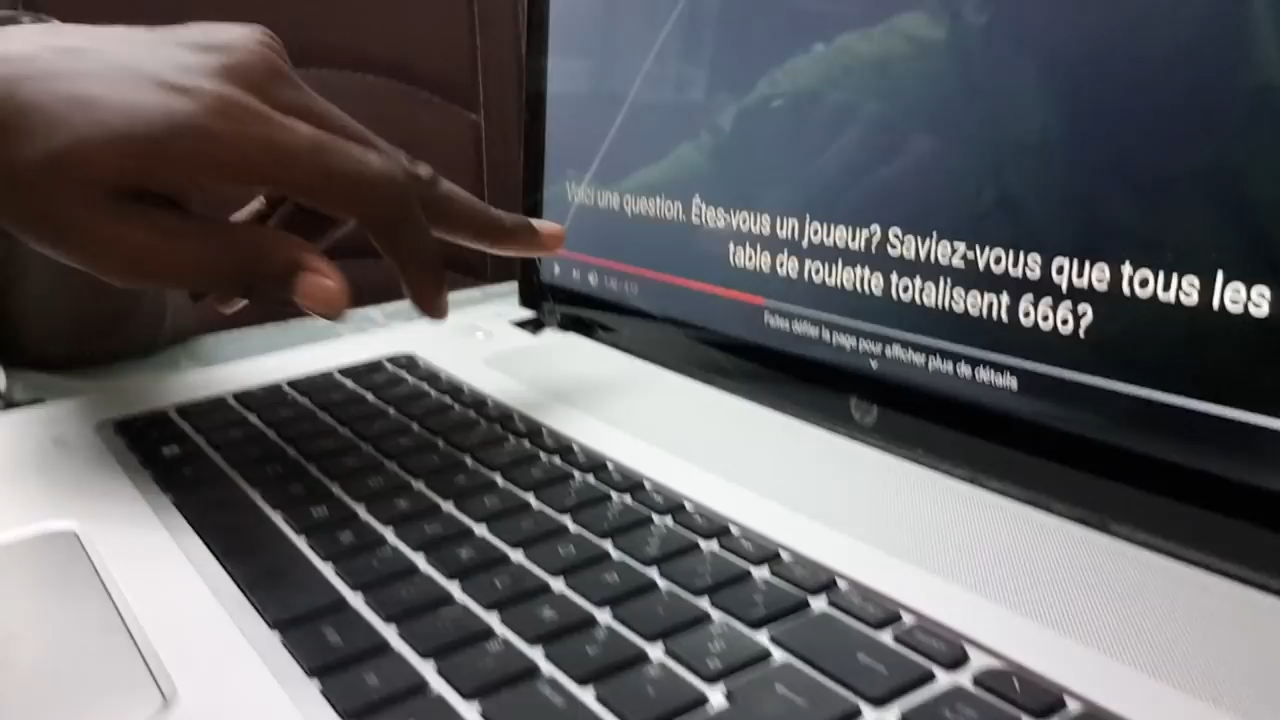 Voici une question. Êtes-vous un joueur? Saviez-vous que tous les
table de roulette totalisent 666?
Faites défiler la page pour afficher plus de détails
hp